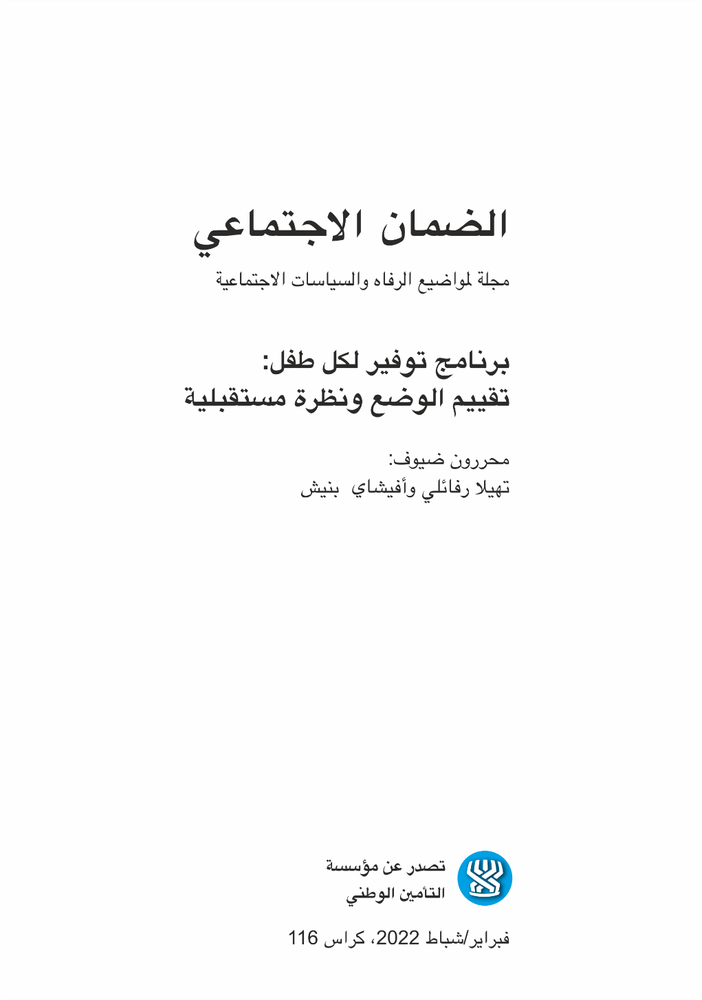 الضمان الاجتماعي
مجلة لمواضيع الرفاه والسياسات الاجتماعية
برنامج توفير لكل طفل:
تقييم الوضع ونظرة مستقبلية
محررون ضيوف:
تهيلا رفائلي وأفيشاي بنيش
تصدر عن مؤسسة
التأمين الوطني
فبراير/شباط 2022، كراس 116